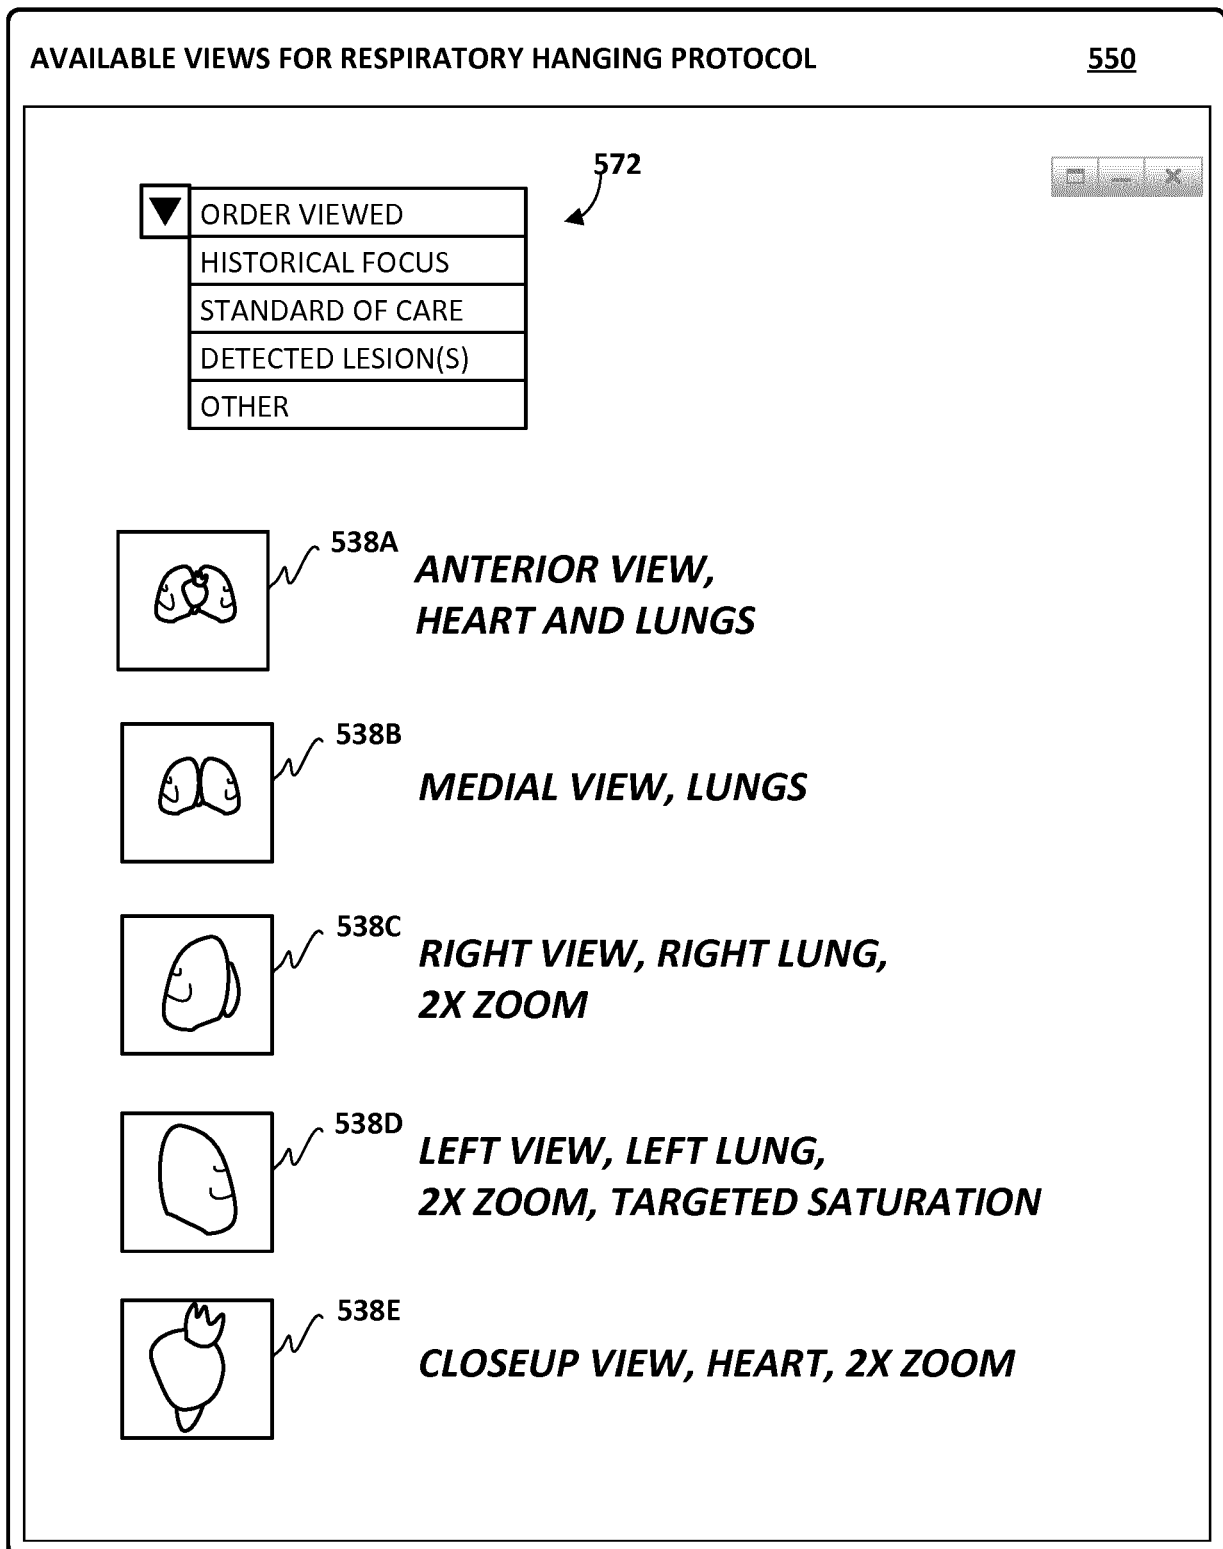 AVAILABLE VIEWS FOR RESPIRATORY HANGING PROTOCOL 550
572
ORDER VIEWED
HISTORICAL FOCUS
STANDARD OF CARE
DETECTED LESION(S)
OTHER
538A
ANTERIOR VIEW,
HEART AND LUNGS
538B
MEDIAL VIEW, LUNGS
538C
RIGHT VIEW, RIGHT LUNG,
2X ZOOM
538D
LEFT VIEW, LEFT LUNG,
2X ZOOM, TARGETED SATURATION
538E
CLOSEUP VIEW, HEART, 2X ZOOM